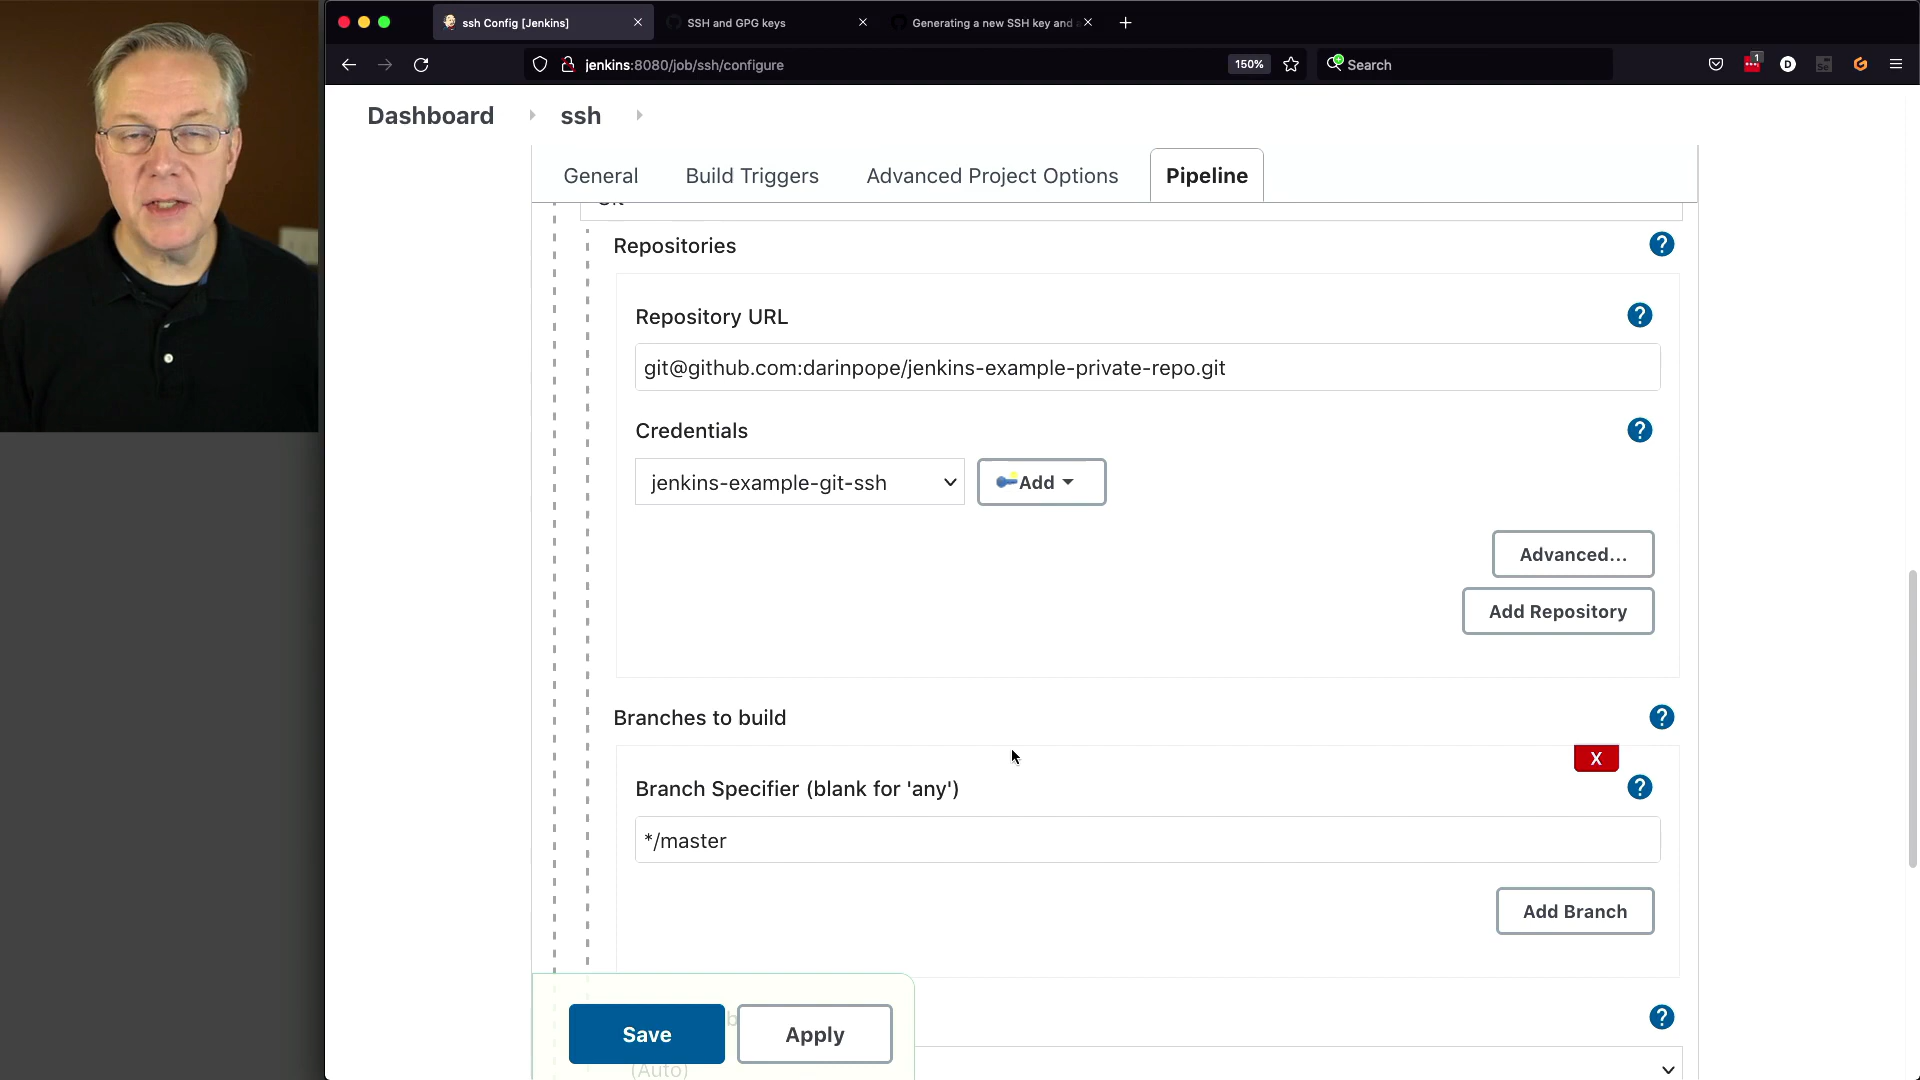 ssh Config [Jenkins]
SSH and GPG keys
Generating a new SSH key and
jenkins:8080/job/ssh/configure
150%
Search
1
D
Dashboard
ssh
General
Build Triggers
Advanced Project Options
Pipeline
Git
Repositories
?
Repository URL
?
git@github.com:darinpope/jenkins-example-private-repo.git
Credentials
?
jenkins-example-git-ssh
Add
Advanced...
Add Repository
Branches to build
?
X
Branch Specifier (blank for 'any')
?
*/master
Add Branch
?
Save
Apply
(Auto)